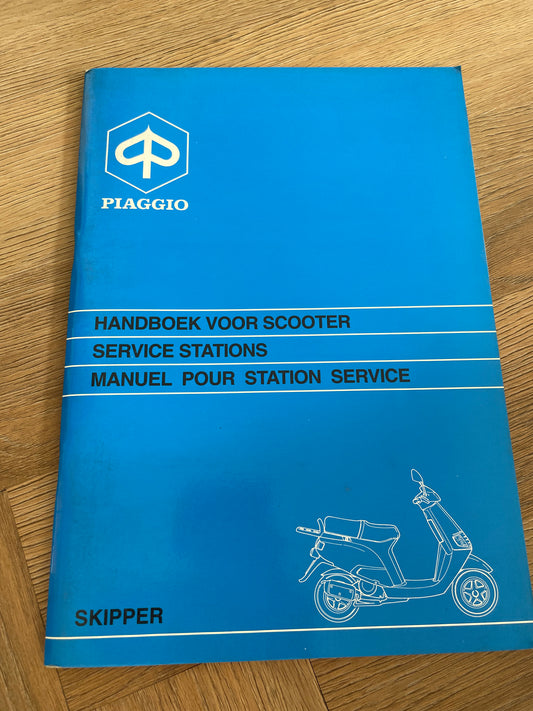 PIAGGIO
HANDBOEK VOOR SCOOTER
SERVICE STATIONS
MANUEL POUR STATION SERVICE
SKIPPER